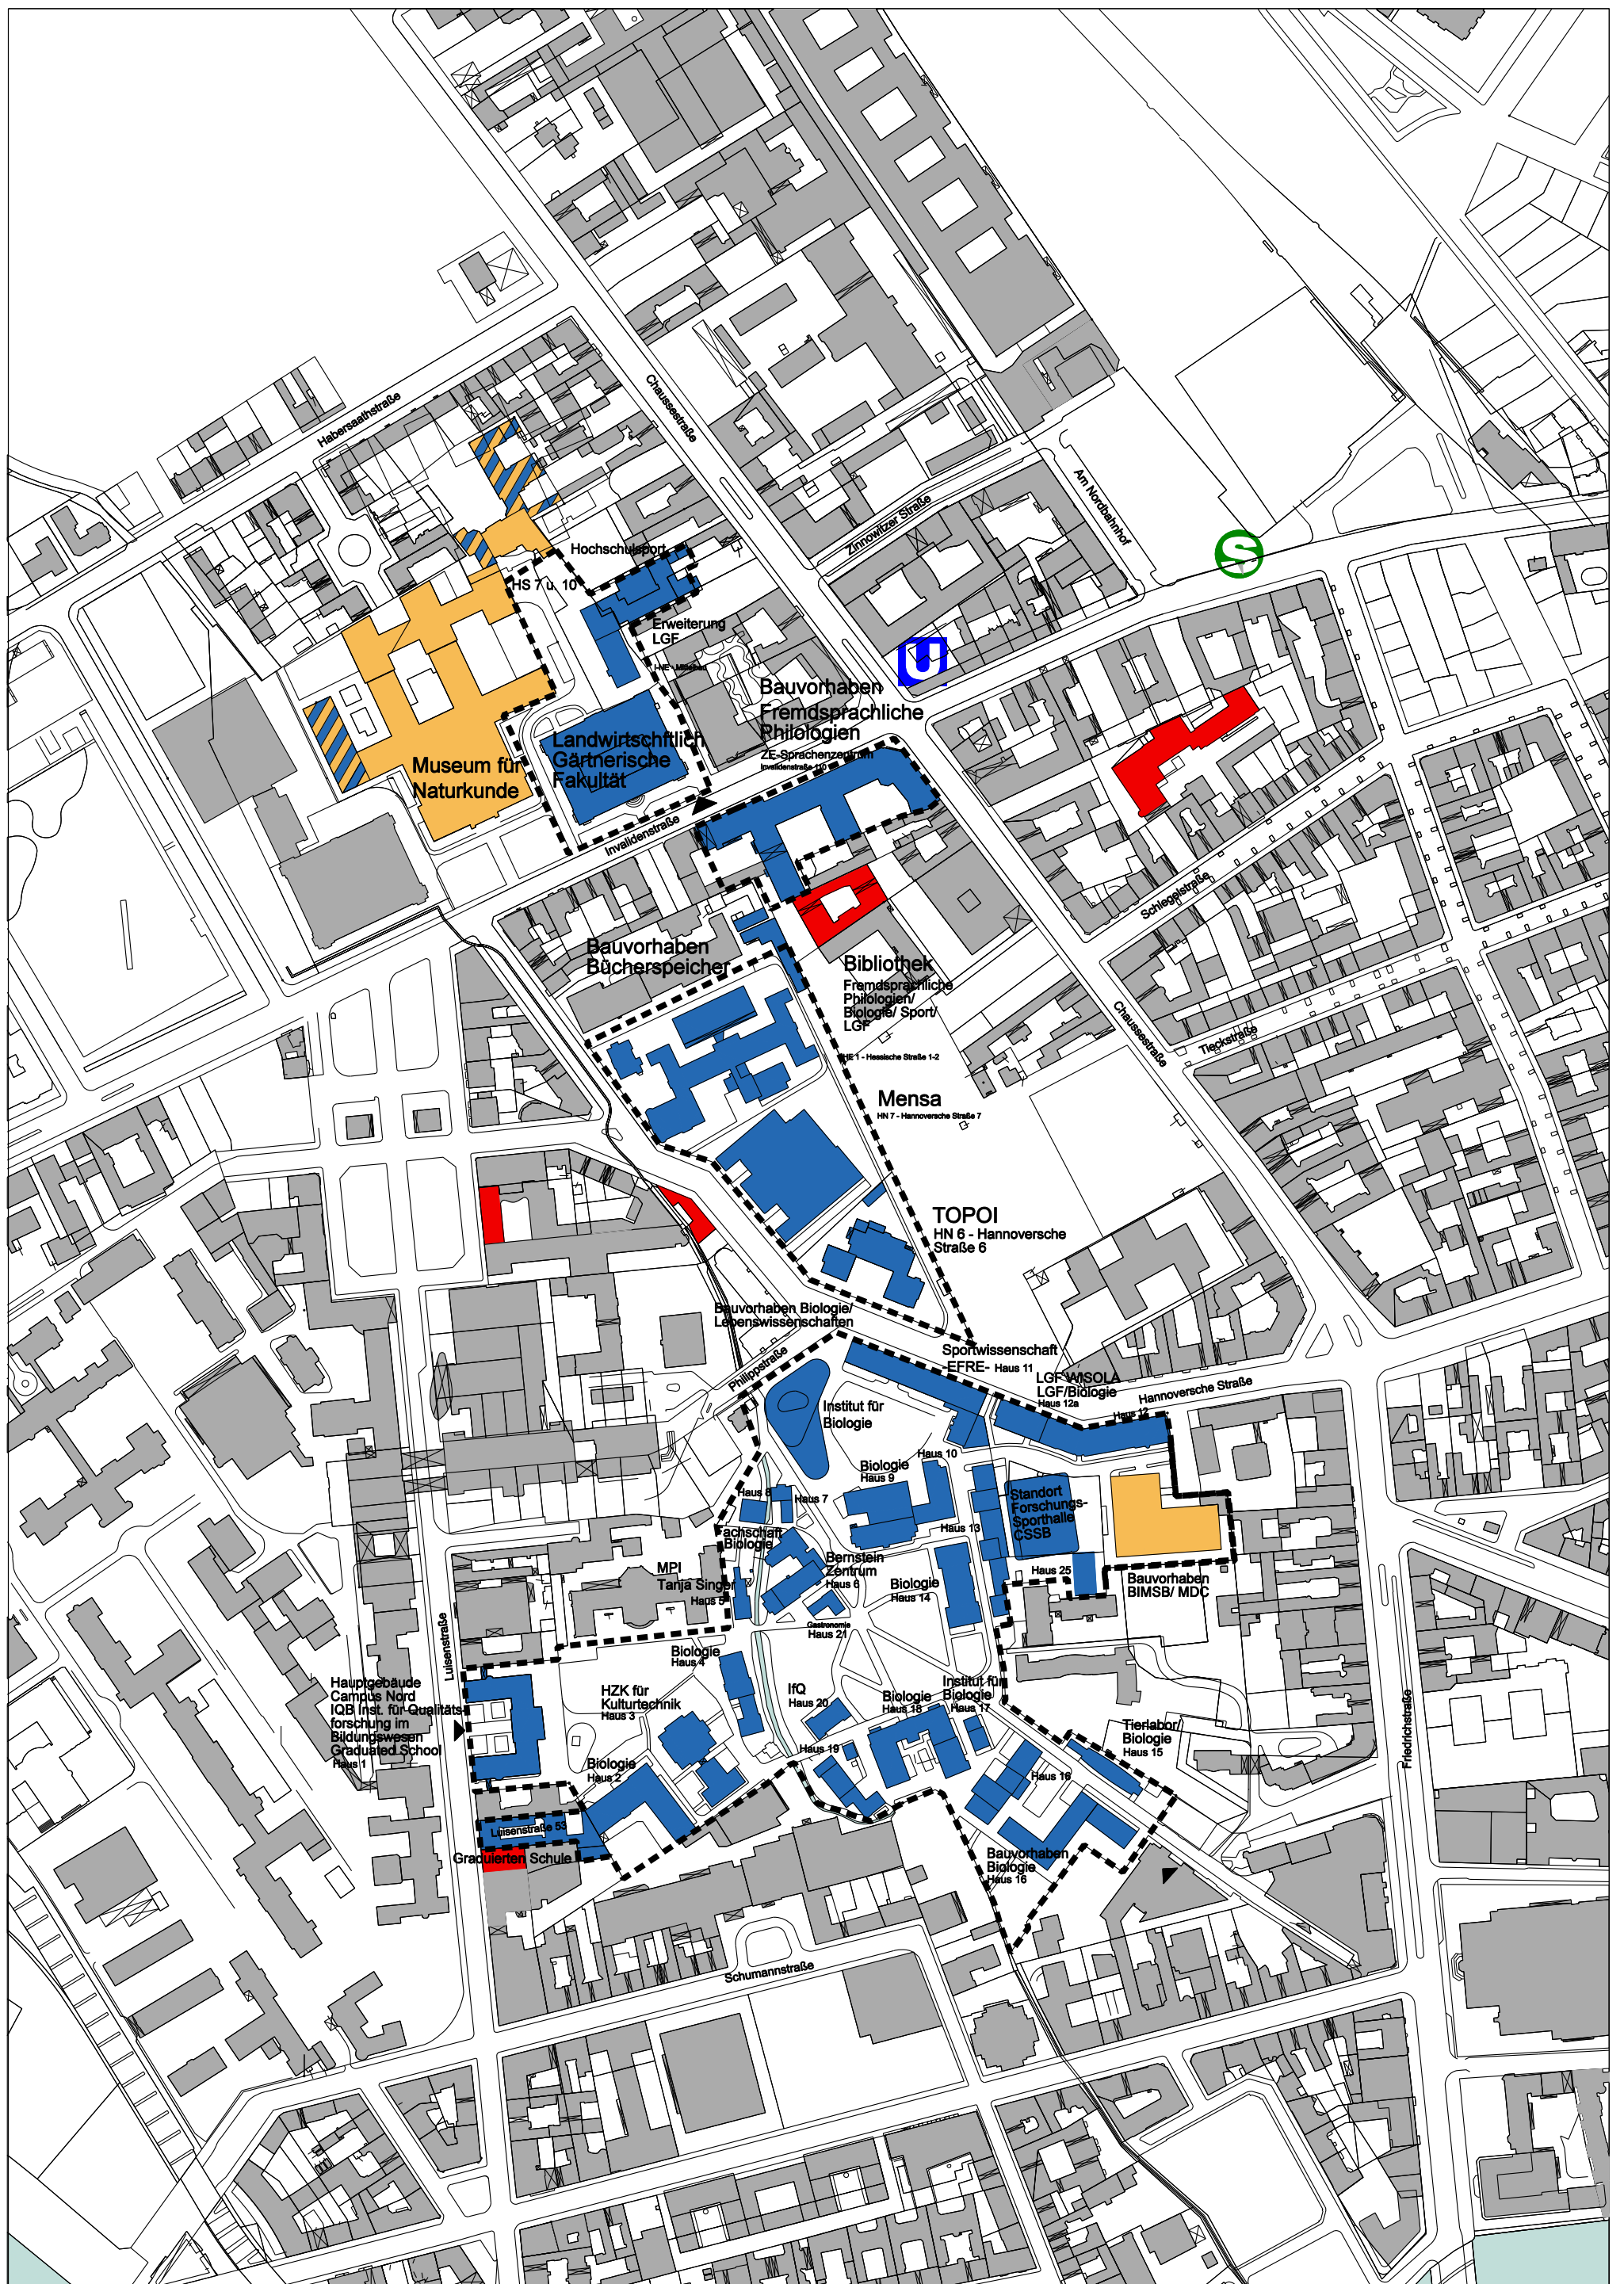 Habersaathstraße
Chausseestraße
Am Nordbahnhof
Zinnowitzer Straße
S
Hochschulsport
HS 7 u. 10
Erweiterung
LGF
U
Bauvorhaben
Fremdsprachliche
Philologien
ZE-Sprachenzentrum
Invalidenstraße 110
Landwirtschftlich
Gärtnerische
Fakultät
Museum für
Naturkunde
Invalidenstraße
Schlegelstraße
Bauvorhaben
Bücherspeicher
Bibliothek
Fremdsprachliche
Philologien/
Biologie/ Sport/
LGF
Chausseestraße
Tieckstraße
HE 1 - Hessische Straße 1-2
Mensa
HN 7 - Hannoversche Straße 7
TOPOI
HN 6 - Hannoversche
Straße 6
Bauvorhaben Biologie/
Lebenswissenschaften
Philippstraße
Sportwissenschaft
-EFRE- Haus 11
LGF WISOLA
LGF/Biologie
Haus 12a
Hannoversche Straße
Haus 12
Institut für
Biologie
Haus 10
Biologie
Haus 9
Haus 8
Haus 7
Standort
Forschungs-
Sporthalle
CSSB
Haus 13
Fachschaft
Biologie
Bernstein
Zentrum
Haus 6
MPI
Tanja Singer
Haus 5
Biologie
Haus 14
Haus 25
Bauvorhaben
BIMSB/ MDC
Gastronomie
Haus 21
Luisenstraße
Biologie
Haus 4
Hauptgebäude
Campus Nord
IQB Inst. für Qualitäts-
forschung im
Bildungswesen
Graduated School
Haus 1
HZK für
Kulturtechnik
Haus 3
IfQ
Haus 20
Biologie
Haus 18
Institut für
Biologie
Haus 17
Friedrichstraße
Tierlabor/
Biologie
Haus 15
Haus 19
Biologie
Haus 2
Haus 16
Luisenstraße 53
Graduierten Schule
Bauvorhaben
Biologie
Haus 16
Schumannstraße